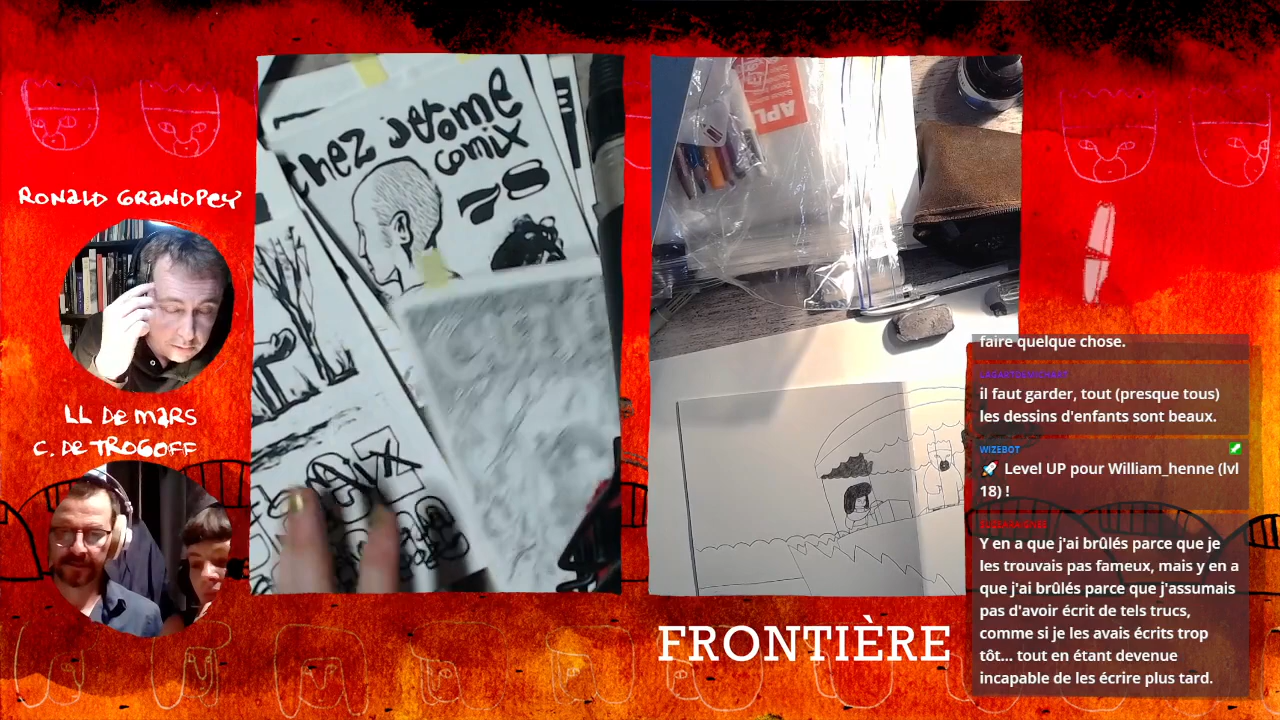 RONALD GRANDPEY
LL DE MARS
C. DE TROGOFF
chez Jérome
comix
APLI
FRONTIÈRE
faire quelque chose.
il faut garder, tout (presque tous)
les dessins d'enfants sont beaux.
WIZEBOT
🚀 Level UP pour William_henne (lvl
18) !
Y en a que j'ai brûlés parce que je
les trouvais pas fameux, mais y en a
que j'ai brûlés parce que j'assumais
pas d'avoir écrit de tels trucs,
comme si je les avais écrits trop
tôt... tout en étant devenue
incapable de les écrire plus tard.